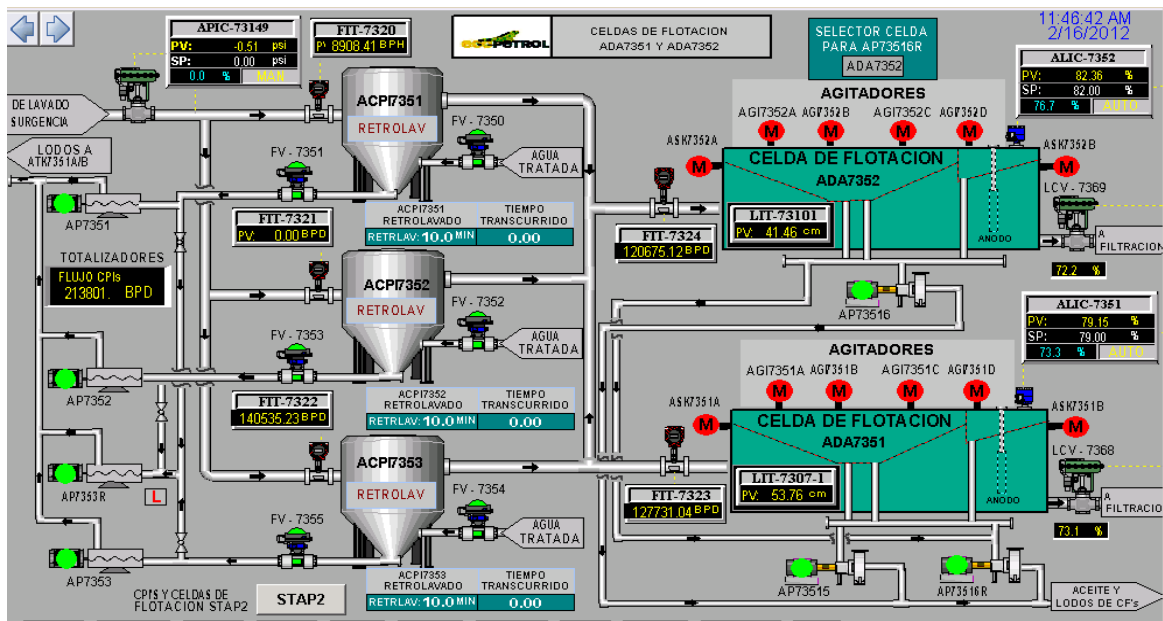 APIC-73149
PV: -0.51 psi
SP: 0.00 psi
0.0 % MAN
FIT-7320
PV 8908.41 BPH
ecoPETROL
CELDAS DE FLOTACION
ADA7351 Y ADA7352
SELECTOR CELDA
PARA AP73516R
ADA7352
11:46:42 AM
2/16/2012
ALIC-7352
PV: 82.36 %
SP: 82.00 %
76.7 % AUTO
DE LAVADO
SURGENCIA
LODOS A
ATK7351A/B
AP7351
FV - 7351
ACPI7351
RETROLAV
FV - 7350
AGUA
TRATADA
FIT-7321
PV: 0.00 BPD
ACPI7351
RETROLAVADO
TIEMPO
TRANSCURRIDO
RETRLAV: 10.0 MIN
0.00
AGITADORES
AGI7352A
AGI7352B
AGI7352C
AGI7352D
M
M
M
M
ASK7352A
M
CELDA DE FLOTACION
ADA7352
ASK7352B
M
LIT-73101
PV: 41.46 cm
ANODO
LCV - 7369
A
FILTRACION
72.2 %
FIT-7324
120675.12 BPD
AP73516
TOTALIZADORES
FLUJO CPIs
213801. BPD
AP7352
FV - 7353
ACPI7352
RETROLAV
FV - 7352
AGUA
TRATADA
FIT-7322
140535.23 BPD
ACPI7352
RETROLAVADO
TIEMPO
TRANSCURRIDO
RETRLAV: 10.0 MIN
0.00
ALIC-7351
PV: 79.15 %
SP: 79.00 %
73.3 % AUTO
AGITADORES
AGI7351A
AGI7351B
AGI7351C
AGI7351D
M
M
M
M
ASK7351A
M
CELDA DE FLOTACION
ADA7351
ASK7351B
M
LIT-7307-1
PV: 53.76 cm
ANODO
LCV - 7368
A
FILTRACIO
73.1 %
FIT-7323
127731.04 BPD
AP7353R
L
AP7353
FV - 7355
ACPI7353
RETROLAV
FV - 7354
AGUA
TRATADA
ACPI7353
RETROLAVADO
TIEMPO
TRANSCURRIDO
RETRLAV: 10.0 MIN
0.00
AP73515
AP73516R
ACEITE Y
LODOS DE CF's
CPI'S Y CELDAS DE
FLOTACION STAP2
STAP2